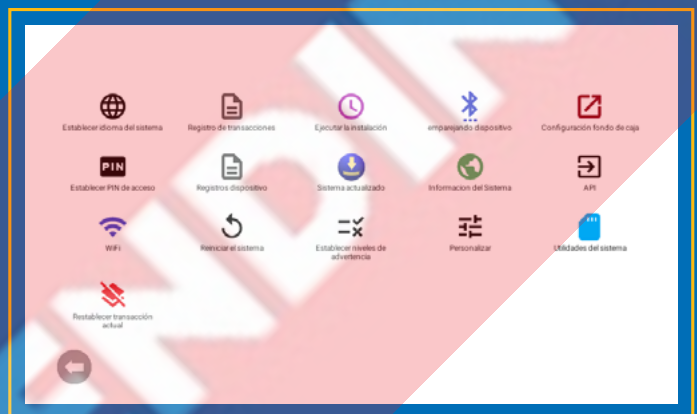 Establecer idioma del sistema
Registro de transacciones
Ejecutar la instalación
emparejando dispositivo
Configuración fondo de caja
PIN
Establecer PIN de acceso
Registros dispositivo
Sistema actualizado
Informacion del Sistema
API
WiFi
Reiniciar el sistema
Establecer niveles de
advertencia
Personalizar
Utilidades del sistema
Restablecer transacción
actual